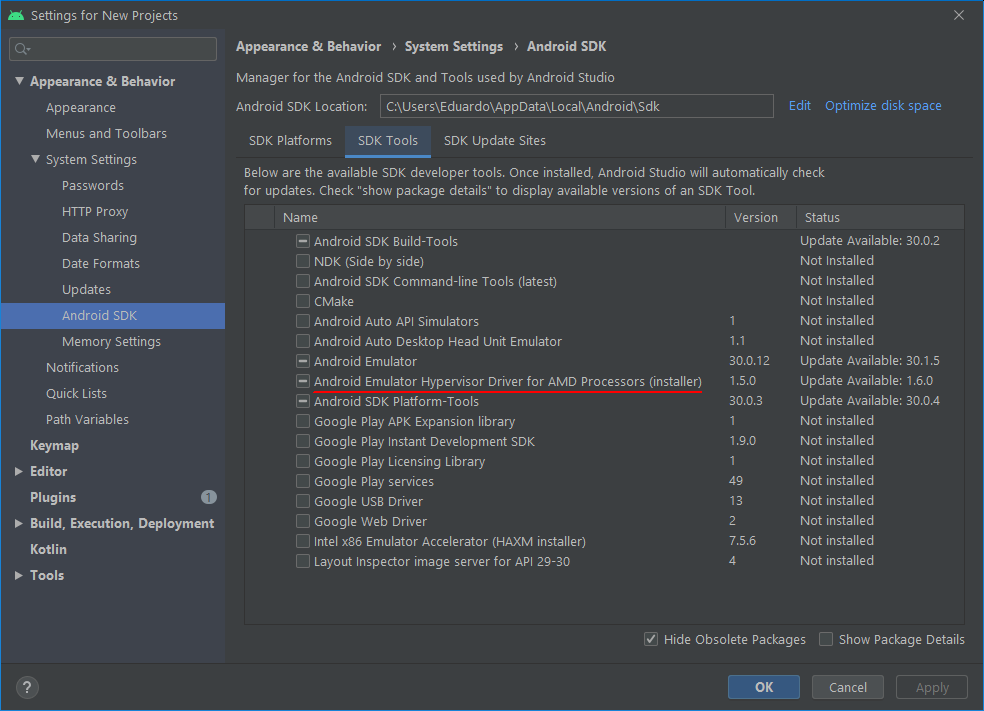 Settings for New Projects
Appearance & Behavior
Appearance
Menus and Toolbars
System Settings
Passwords
HTTP Proxy
Data Sharing
Date Formats
Updates
Android SDK
Memory Settings
Notifications
Quick Lists
Path Variables
Keymap
Editor
Plugins 1
Build, Execution, Deployment
Kotlin
Tools
Appearance & Behavior › System Settings › Android SDK
Manager for the Android SDK and Tools used by Android Studio
Android SDK Location: C:\Users\Eduardo\AppData\Local\Android\Sdk Edit Optimize disk space
SDK Platforms SDK Tools SDK Update Sites
Below are the available SDK developer tools. Once installed, Android Studio will automatically check
for updates. Check "show package details" to display available versions of an SDK Tool.
Name Version Status
Android SDK Build-Tools Update Available: 30.0.2
NDK (Side by side) Not Installed
Android SDK Command-line Tools (latest) Not Installed
CMake Not Installed
Android Auto API Simulators 1 Not installed
Android Auto Desktop Head Unit Emulator 1.1 Not installed
Android Emulator 30.0.12 Update Available: 30.1.5
Android Emulator Hypervisor Driver for AMD Processors (installer) 1.5.0 Update Available: 1.6.0
Android SDK Platform-Tools 30.0.3 Update Available: 30.0.4
Google Play APK Expansion library 1 Not installed
Google Play Instant Development SDK 1.9.0 Not installed
Google Play Licensing Library 1 Not installed
Google Play services 49 Not installed
Google USB Driver 13 Not installed
Google Web Driver 2 Not installed
Intel x86 Emulator Accelerator (HAXM installer) 7.5.6 Not installed
Layout Inspector image server for API 29-30 4 Not installed
Hide Obsolete Packages Show Package Details
? OK Cancel Apply